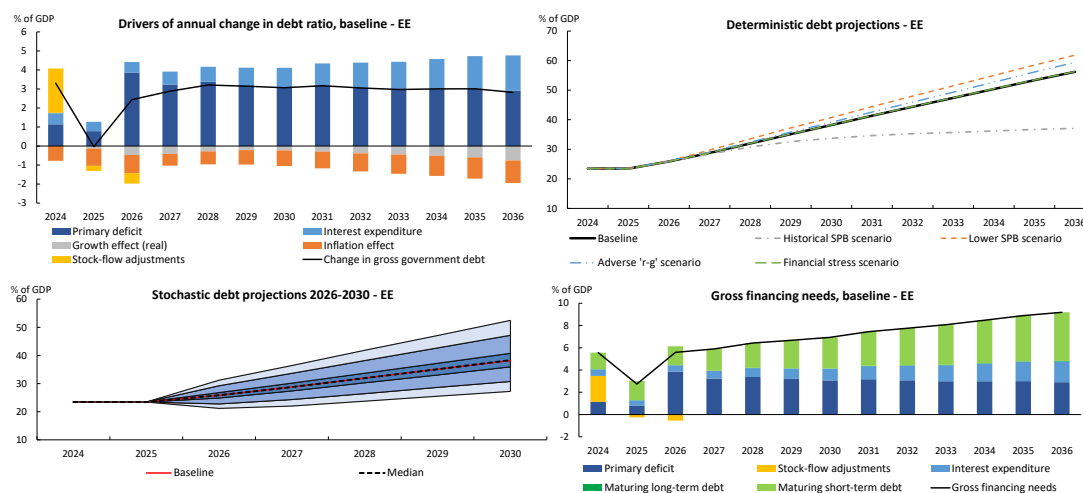 Drivers of annual change in debt ratio, baseline - EE
% of GDP
6
5
4
3
2
1
0
-1
-2
-3
2024 2025 2026 2027 2028 2029 2030 2031 2032 2033 2034 2035 2036
Primary deficit Interest expenditure
Growth effect (real) Inflation effect
Stock-flow adjustments Change in gross government debt
Deterministic debt projections - EE
% of GDP
70
60
50
40
30
20
10
2024 2025 2026 2027 2028 2029 2030 2031 2032 2033 2034 2035 2036
Baseline Historical SPB scenario Lower SPB scenario
Adverse 'r-g' scenario Financial stress scenario
Stochastic debt projections 2026-2030 - EE
% of GDP
60
50
40
30
20
10
2024 2025 2026 2027 2028 2029 2030
Baseline Median
Gross financing needs, baseline - EE
% of GDP
10
8
6
4
2
0
-2
2024 2025 2026 2027 2028 2029 2030 2031 2032 2033 2034 2035 2036
Primary deficit Stock-flow adjustments Interest expenditure
Maturing long-term debt Maturing short-term debt Gross financing needs